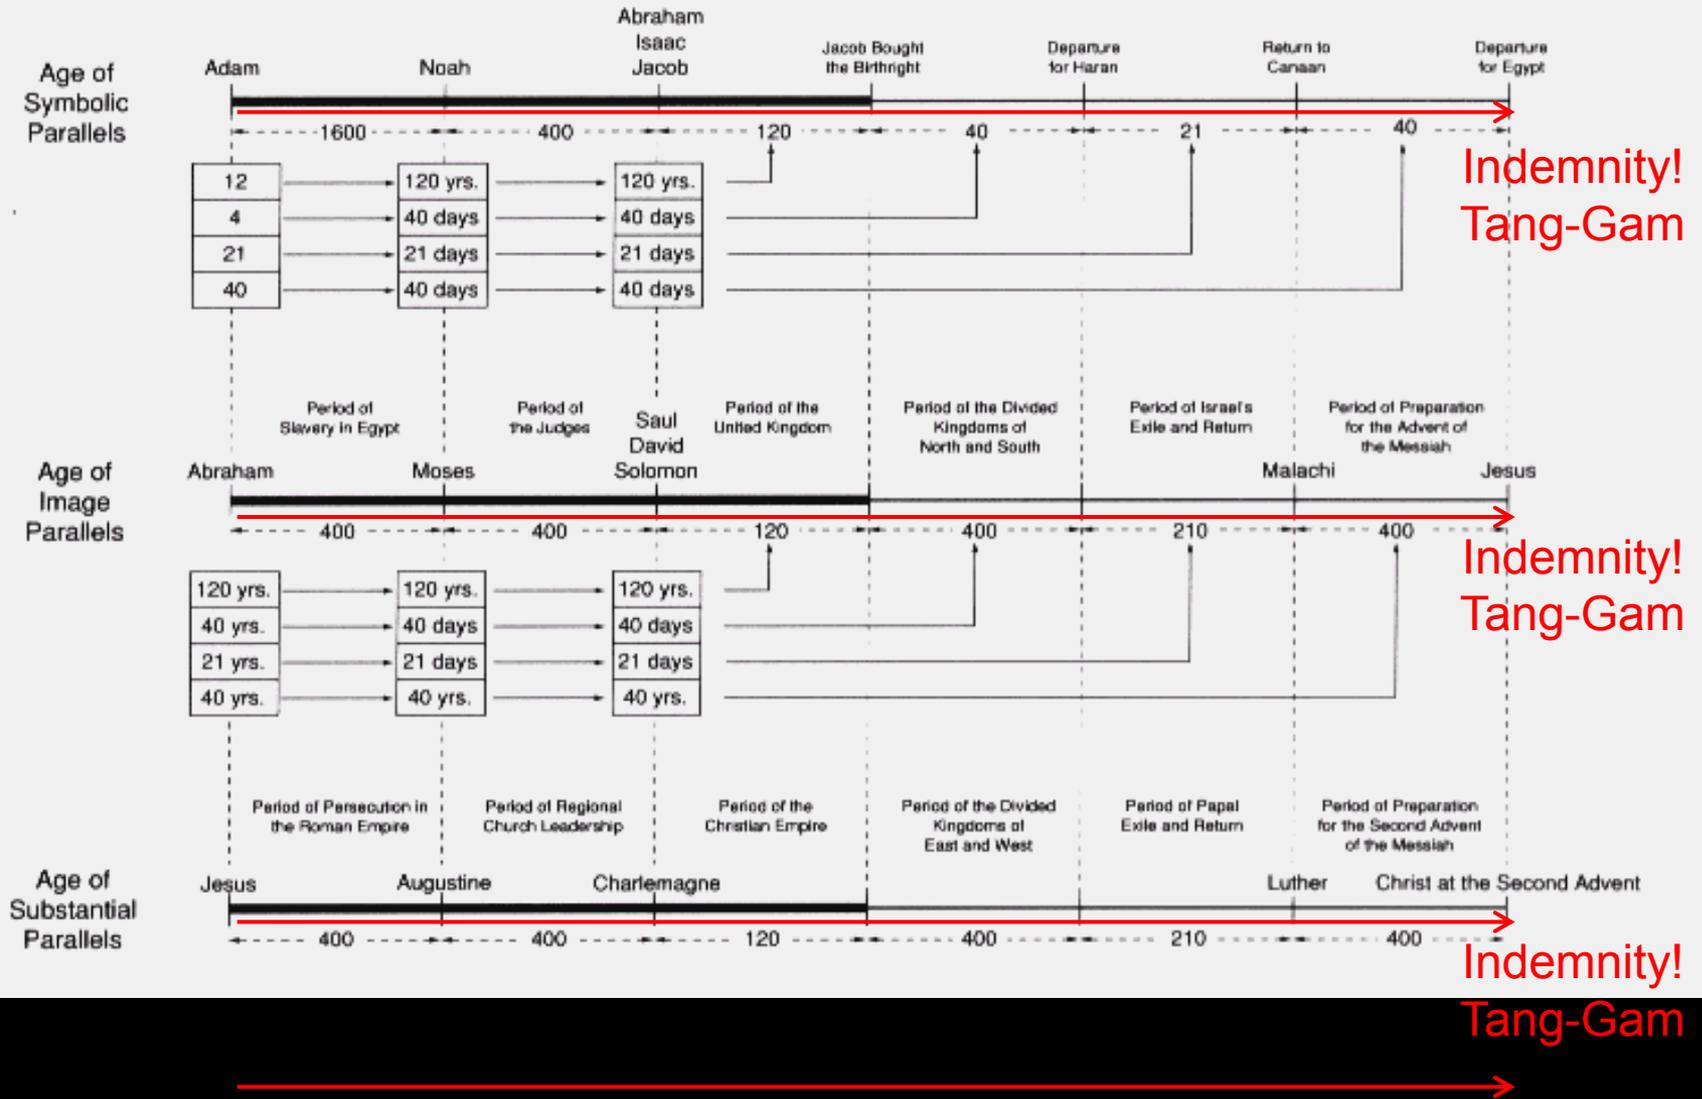 Abraham
Isaac
Jacob
Adam
Noah
Jacob Bought
the Birthright
Departure
for Haran
Return to
Canaan
Departure
for Egypt
Age of
Symbolic
Parallels
1600 400 120 40 21 40
Indemnity!
Tang-Gam
12 120 yrs. 120 yrs.
4 40 days 40 days
21 21 days 21 days
40 40 days 40 days
Period of
Slavery in Egypt
Period of
the Judges
Saul
David
Solomon
Period of the
United Kingdom
Period of the Divided
Kingdoms of
North and South
Period of Israel's
Exile and Return
Period of Preparation
for the Advent of
the Messiah
Age of
Image
Parallels
Abraham
Moses
Malachi
Jesus
400 400 120 400 210 400
Indemnity!
Tang-Gam
120 yrs. 120 yrs. 120 yrs.
40 yrs. 40 days 40 days
21 yrs. 21 days 21 days
40 yrs. 40 yrs. 40 yrs.
Period of Persecution in
the Roman Empire
Period of Regional
Church Leadership
Period of the
Christian Empire
Period of the Divided
Kingdoms of
East and West
Period of Papal
Exile and Return
Period of Preparation
for the Second Advent
of the Messiah
Age of
Substantial
Parallels
Jesus
Augustine
Charlemagne
Luther
Christ at the Second Advent
400 400 120 400 210 400
Indemnity!
Tang-Gam